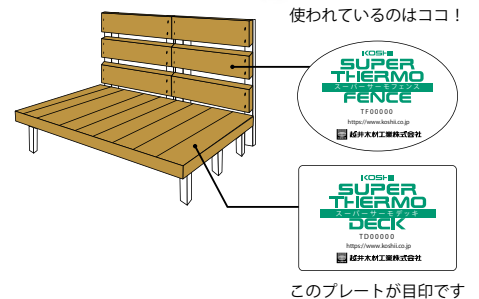 使われているのはココ！
KOSHII
SUPER
THERMO
スーパーサーモフェンス
FENCE
TF00000
https://www.koshii.co.jp
越井木材工業株式会社
KOSHII
SUPER
THERMO
スーパーサーモデッキ
DECK
TD00000
https://www.koshii.co.jp
越井木材工業株式会社
このプレートが目印です